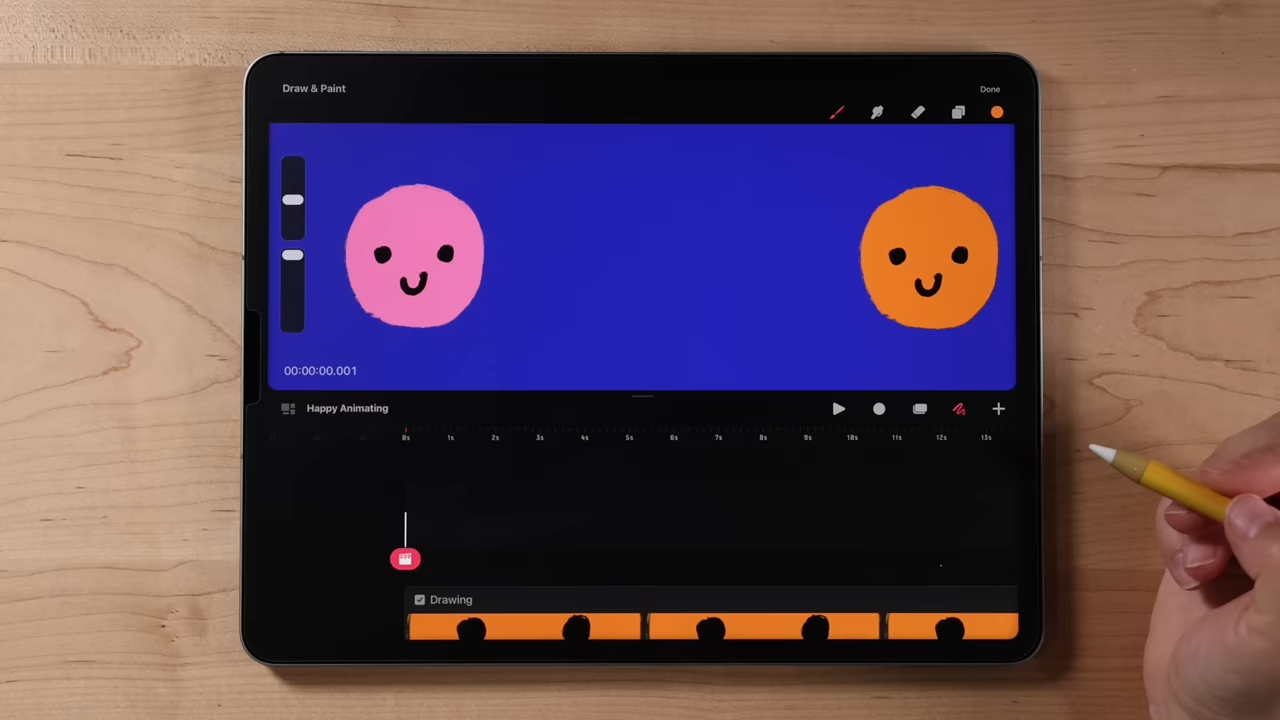 Draw & Paint
Done
00:00:00.001
Happy Animating
0s 1s 2s 3s 4s 5s 6s 7s 8s 9s 10s 11s 12s 13s
Drawing